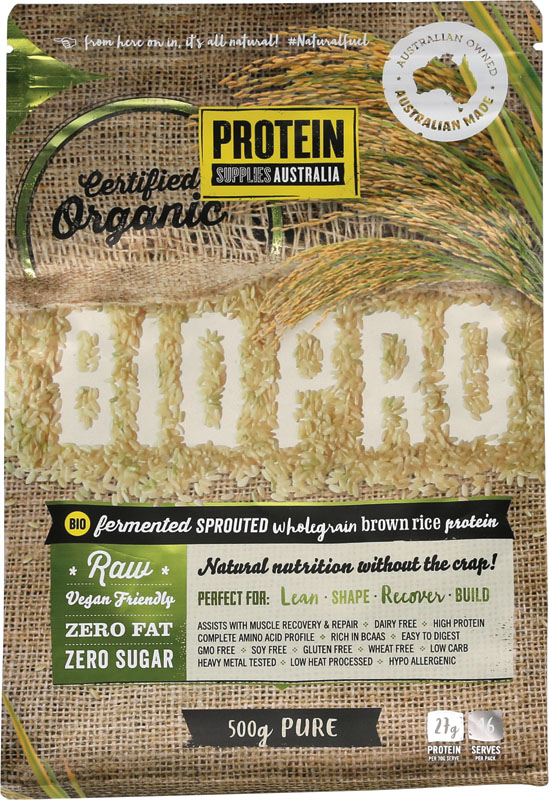 from here on in, it's all natural! #Naturalfuel
AUSTRALIAN OWNED
AUSTRALIAN MADE
PROTEIN
SUPPLIES AUSTRALIA
Certified
Organic
BIOPRO
BIO fermented SPROUTED wholegrain brown rice protein
Raw
Vegan Friendly
ZERO FAT
ZERO SUGAR
Natural nutrition without the crap!
PERFECT FOR: Lean · SHAPE · Recover · BUILD
ASSISTS WITH MUSCLE RECOVERY & REPAIR ❖ DAIRY FREE ❖ HIGH PROTEIN
COMPLETE AMINO ACID PROFILE ❖ RICH IN BCAAS ❖ EASY TO DIGEST
GMO FREE ❖ SOY FREE ❖ GLUTEN FREE ❖ WHEAT FREE ❖ LOW CARB
HEAVY METAL TESTED ❖ LOW HEAT PROCESSED ❖ HYPO ALLERGENIC
500g PURE
27g
PROTEIN
PER 30G SERVE
16
SERVES
PER PACK